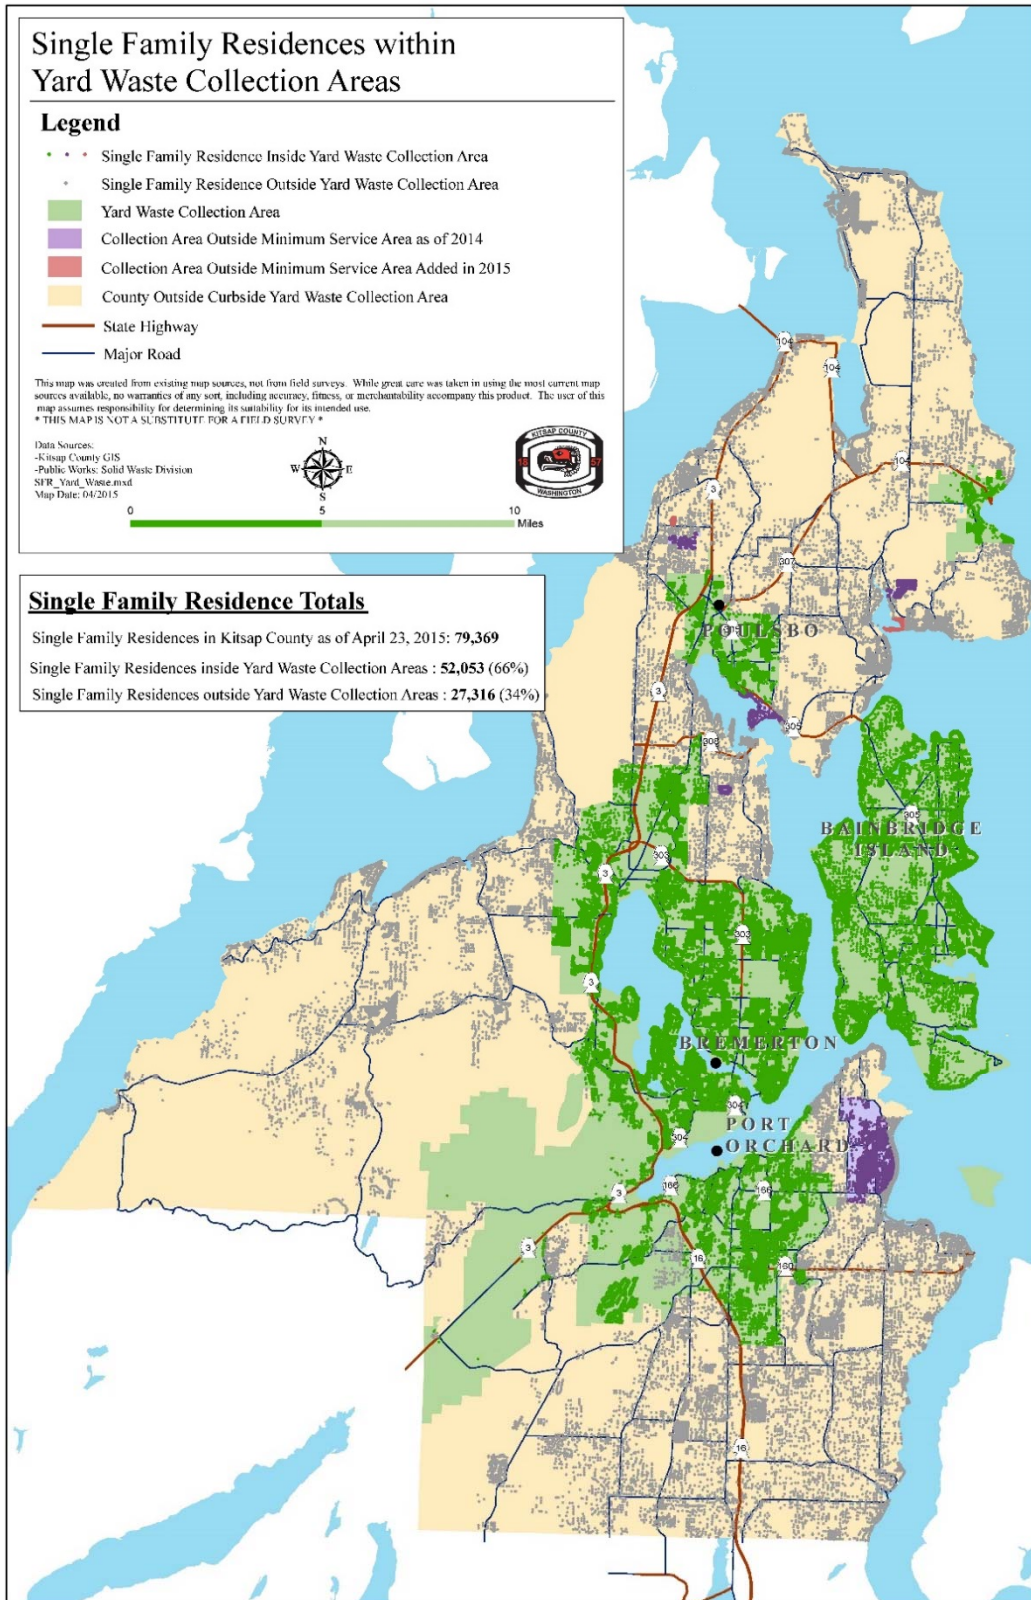 Single Family Residences within
Yard Waste Collection Areas
Legend
Single Family Residence Inside Yard Waste Collection Area
Single Family Residence Outside Yard Waste Collection Area
Yard Waste Collection Area
Collection Area Outside Minimum Service Area as of 2014
Collection Area Outside Minimum Service Area Added in 2015
County Outside Curbside Yard Waste Collection Area
State Highway
Major Road
This map was created from existing map sources, not from field surveys. While great care was taken in using the most current map
sources available, no warranties of any sort, including accuracy, fitness, or merchantability accompany this product. The user of this
map assumes responsibility for determining its suitability for its intended use.
* THIS MAP IS NOT A SUBSTITUTE FOR A FIELD SURVEY *
Data Sources:
-Kitsap County GIS
-Public Works: Solid Waste Division
SFR_Yard_Waste.mxd
Map Date: 04/2015
N
W E
S
KITSAP COUNTY
18 57
WASHINGTON
0 5 10
Miles
Single Family Residence Totals
Single Family Residences in Kitsap County as of April 23, 2015: 79,369
Single Family Residences inside Yard Waste Collection Areas : 52,053 (66%)
Single Family Residences outside Yard Waste Collection Areas : 27,316 (34%)
104
104
104
3
307
POULSBO
3
305
308
305
BAINBRIDGE
ISLAND
303
3
303
3
BREMERTON
304
PORT
ORCHARD
304
166
166
3
3
16
160
16